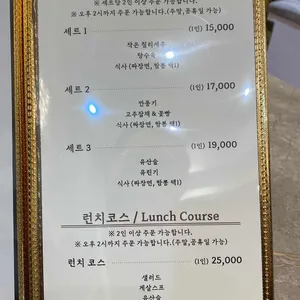 ※ 세트당 2인 이상 주문 가능합니다.
※ 오후 2시까지 주문 가능합니다.(주말,공휴일 가능)
세트 1 (1인) 15,000
작은 칠리새우
탕수육
식사 (짜장면, 짬뽕 택1)
세트 2 (1인) 17,000
깐풍기
고추잡채 & 꽃빵
식사 (짜장면, 짬뽕 택1)
세트 3 (1인) 19,000
유산슬
유린기
식사 (짜장면, 짬뽕 택1)
런치코스 / Lunch Course
※ 2인 이상 주문 가능합니다.
※ 오후 2시까지 주문 가능합니다.(주말,공휴일 가능)
런치 코스 (1인) 25,000
샐러드
게살스프
유산슬